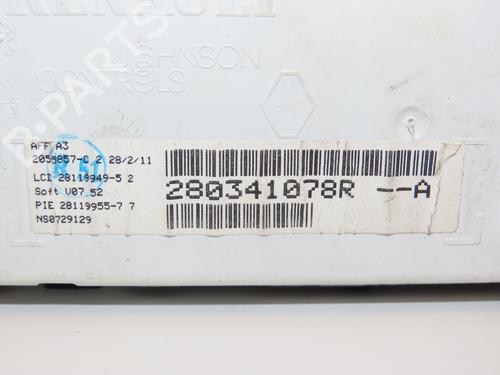 RENAULT
JOHNSON
CONTROLS
AFF A3
2055857-C 2 28/2/11
LCD 28119949-5 2
Soft V07.52
PIE 28119955-7 7
NS0729129
280341078R --A
B-PARTS